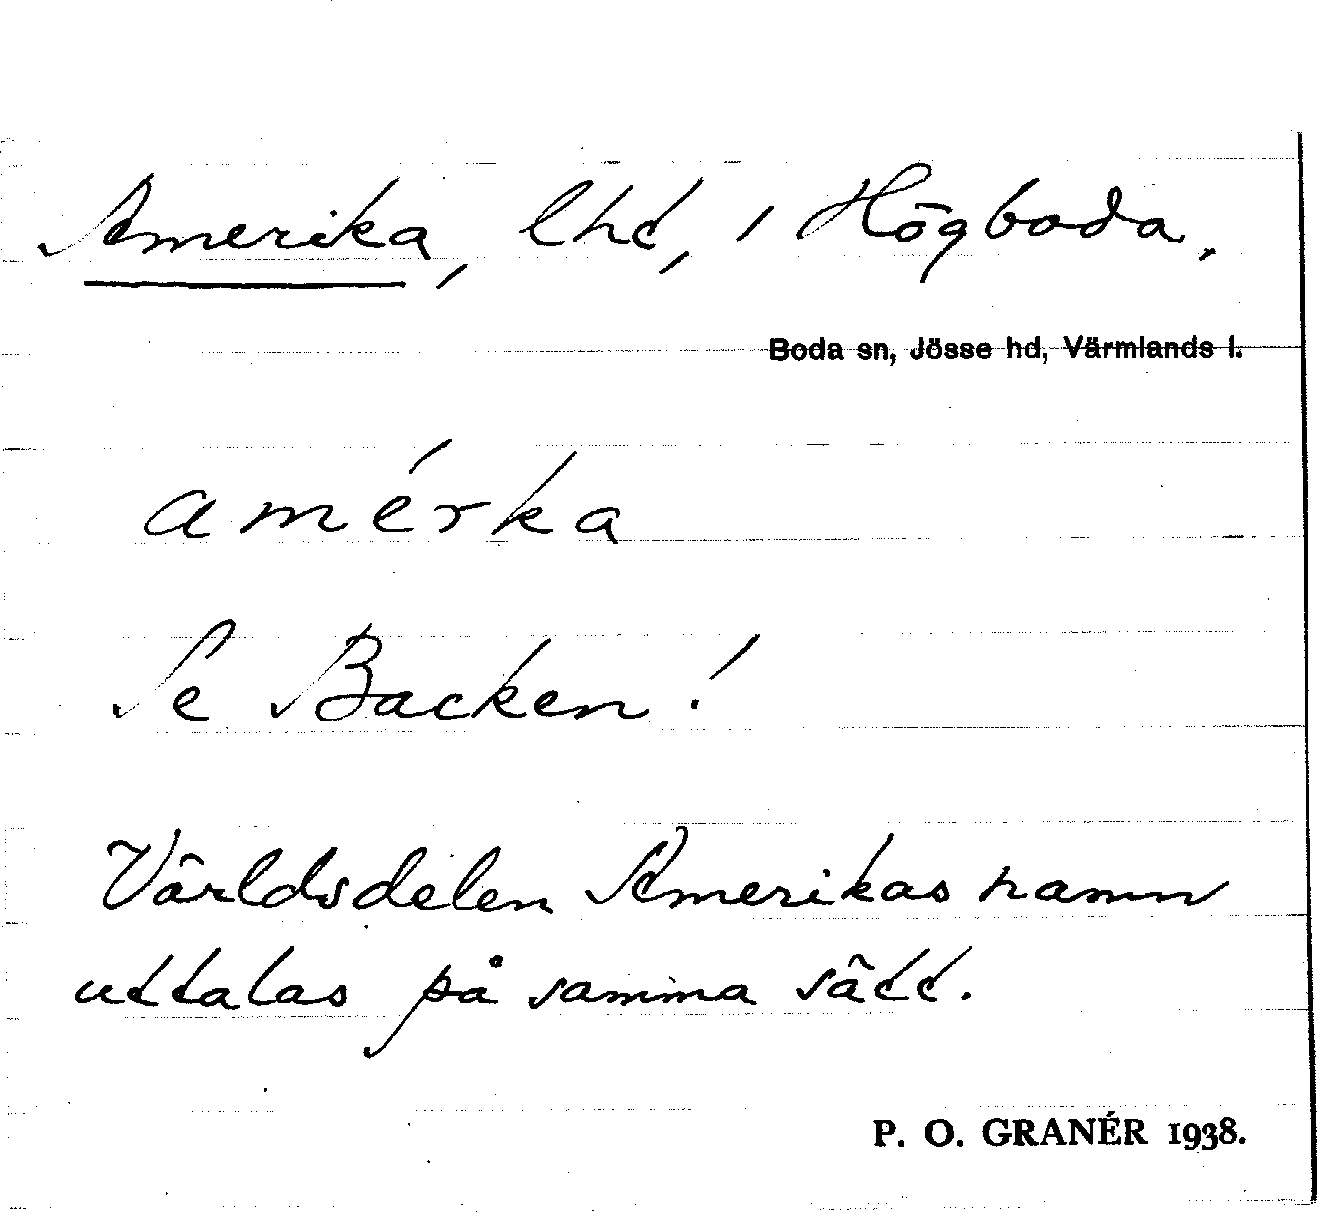 Amerika, lhd, i Högboda.
Boda sn, Jösse hd, Värmlands l.
amérka
Se Backen!
Världsdelen Amerikas namn
uttalas på samma sätt.
P. O. GRANÉR 1938.